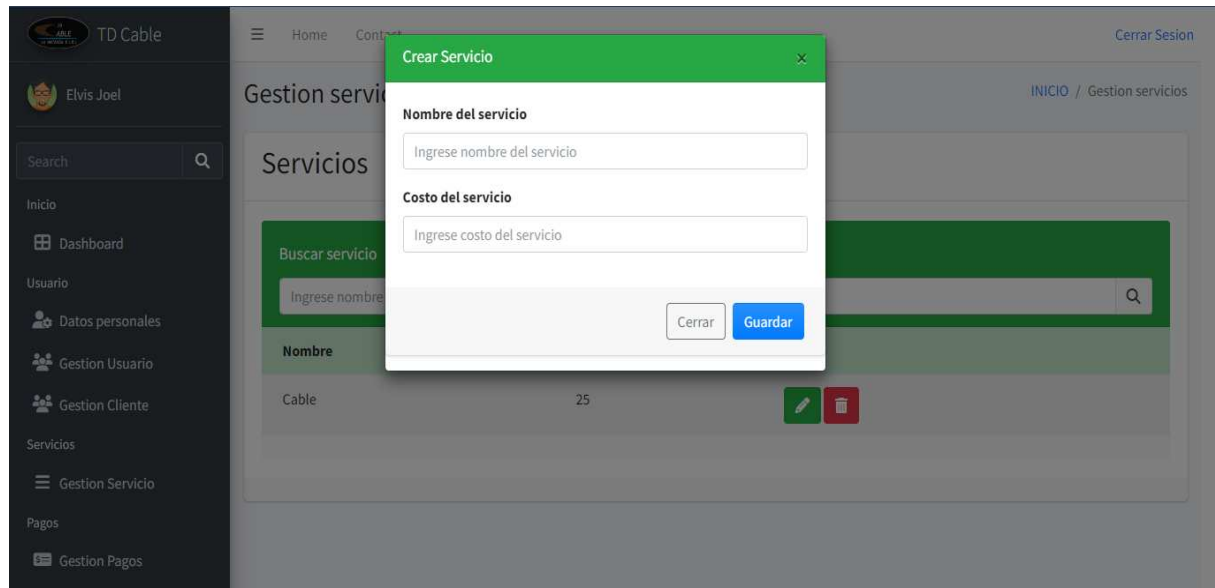 TD Cable
Home Contact
Cerrar Sesion
Elvis Joel
Search
Inicio
Dashboard
Usuario
Datos personales
Gestion Usuario
Gestion Cliente
Servicios
Gestion Servicio
Pagos
Gestion Pagos
Gestion servic
INICIO / Gestion servicios
Servicios
Buscar servicio
Ingrese nombre
Nombre
Cable 25
Crear Servicio ×
Nombre del servicio
Ingrese nombre del servicio
Costo del servicio
Ingrese costo del servicio
Cerrar Guardar